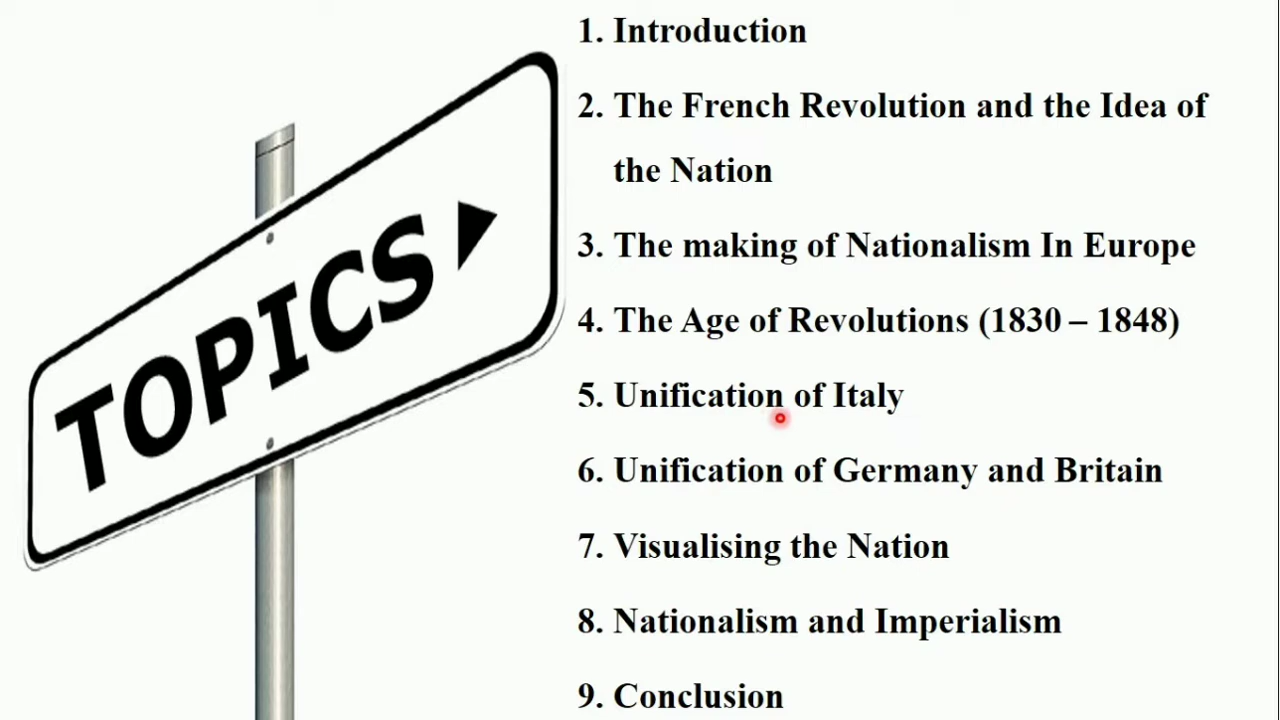 TOPICS
1. Introduction
2. The French Revolution and the Idea of
the Nation
3. The making of Nationalism In Europe
4. The Age of Revolutions (1830 – 1848)
5. Unification of Italy
6. Unification of Germany and Britain
7. Visualising the Nation
8. Nationalism and Imperialism
9. Conclusion